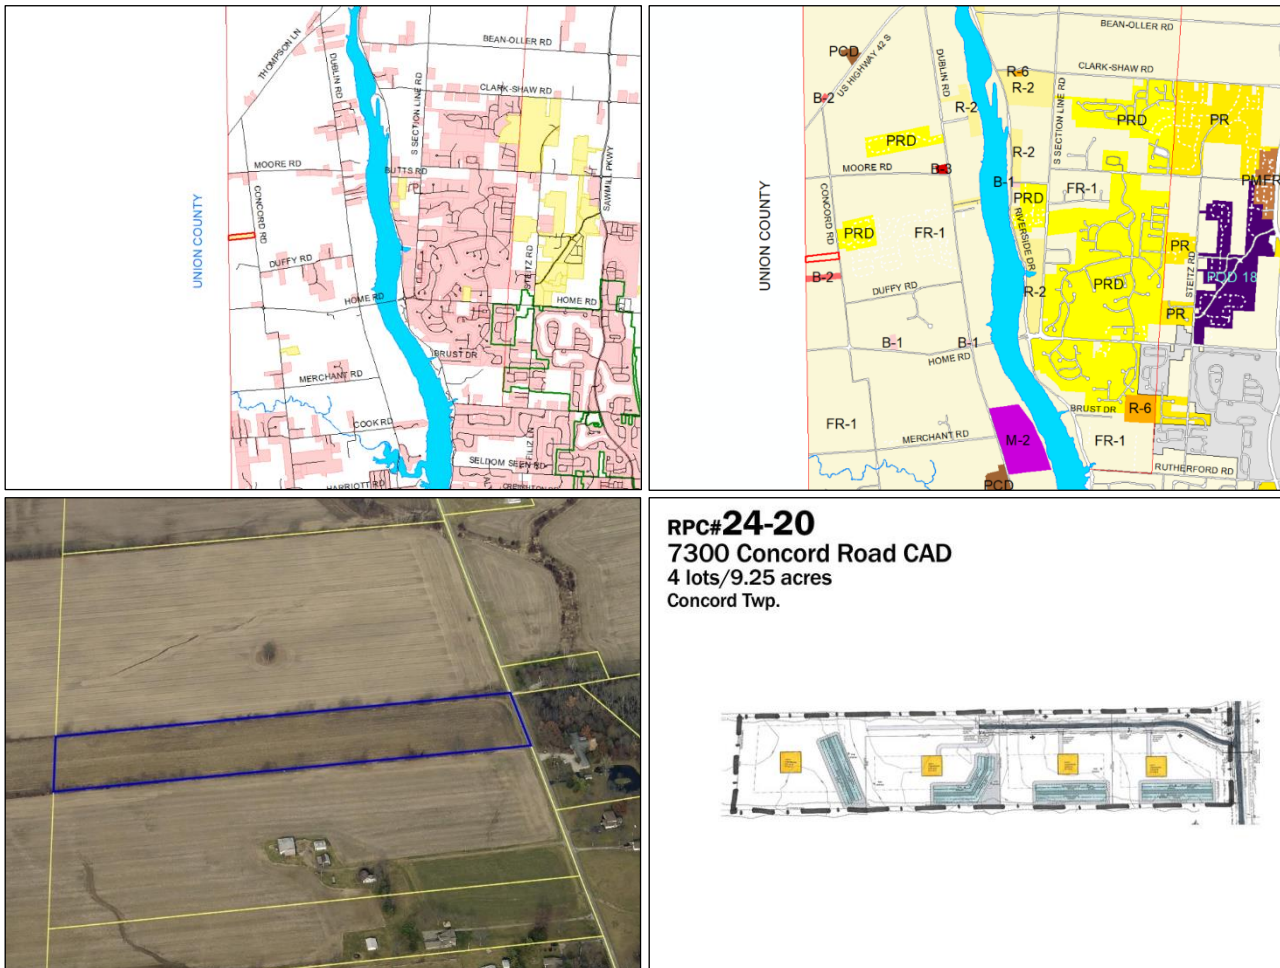 THOMPSON LN
DUBLIN RD
BEAN-OLLER RD
CLARK-SHAW RD
S SECTION LINE RD
SAWMILL PKWY
MOORE RD
BUTTS RD
CONCORD RD
UNION COUNTY
DUFFY RD
STEITZ RD
HOME RD
HOME RD
BRUST DR
MERCHANT RD
COOK RD
FILIZ LN
SELDOM SEEN RD
HARRIOTT RD
BEAN-OLLER RD
PCD
US HIGHWAY 42 S
DUBLIN RD
CLARK-SHAW RD
R-6
R-2
B-2
R-2
S SECTION LINE RD
PRD
PR
PRD
R-2
MOORE RD
B-3
B-1
FR-1
CONCORD RD
PRD
UNION COUNTY
PRD
FR-1
RIVERSIDE DR
PR
STEITZ RD
B-2
PUD 18
DUFFY RD
R-2
PRD
PR
B-1
B-1
HOME RD
BRUST DR
R-6
FR-1
MERCHANT RD
M-2
FR-1
RUTHERFORD RD
PCD
RPC#24-20
7300 Concord Road CAD
4 lots/9.25 acres
Concord Twp.